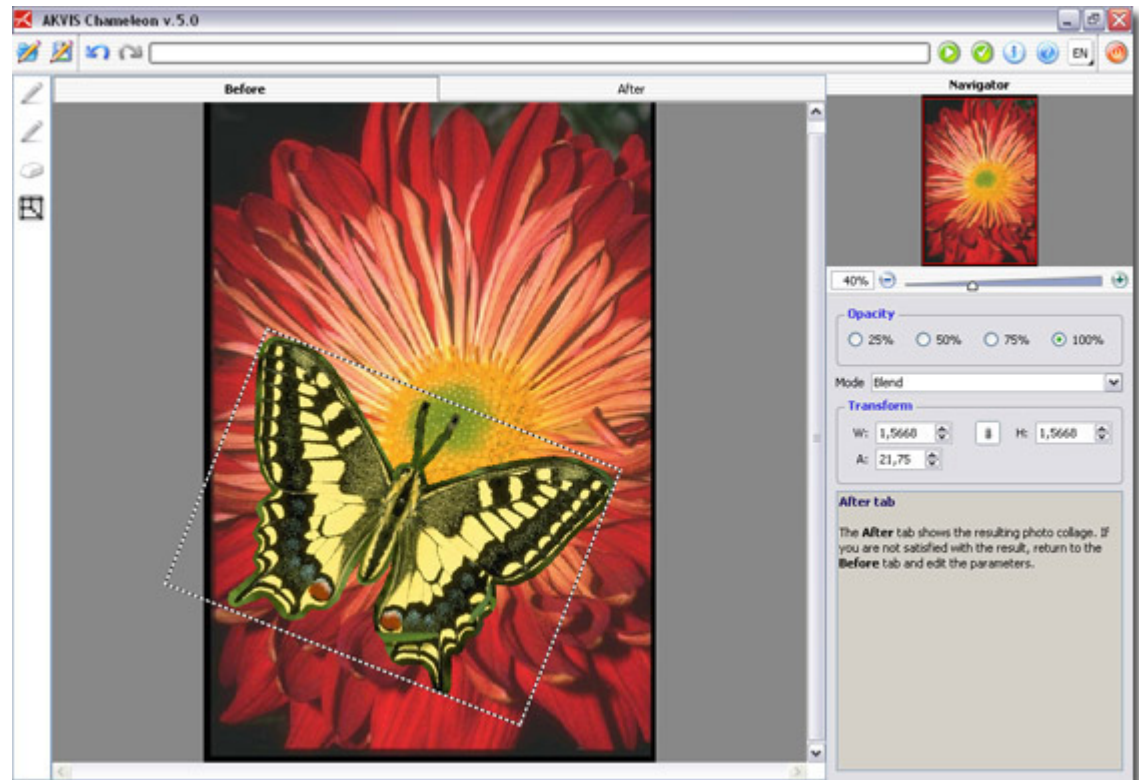 AKVIS Chameleon v.5.0
EN
Before
After
Navigator
40%
Opacity
25%
50%
75%
100%
Mode
Blend
Transform
W: 1,5668
H: 1,5668
A: 21,75
After tab
The After tab shows the resulting photo collage. If
you are not satisfied with the result, return to the
Before tab and edit the parameters.